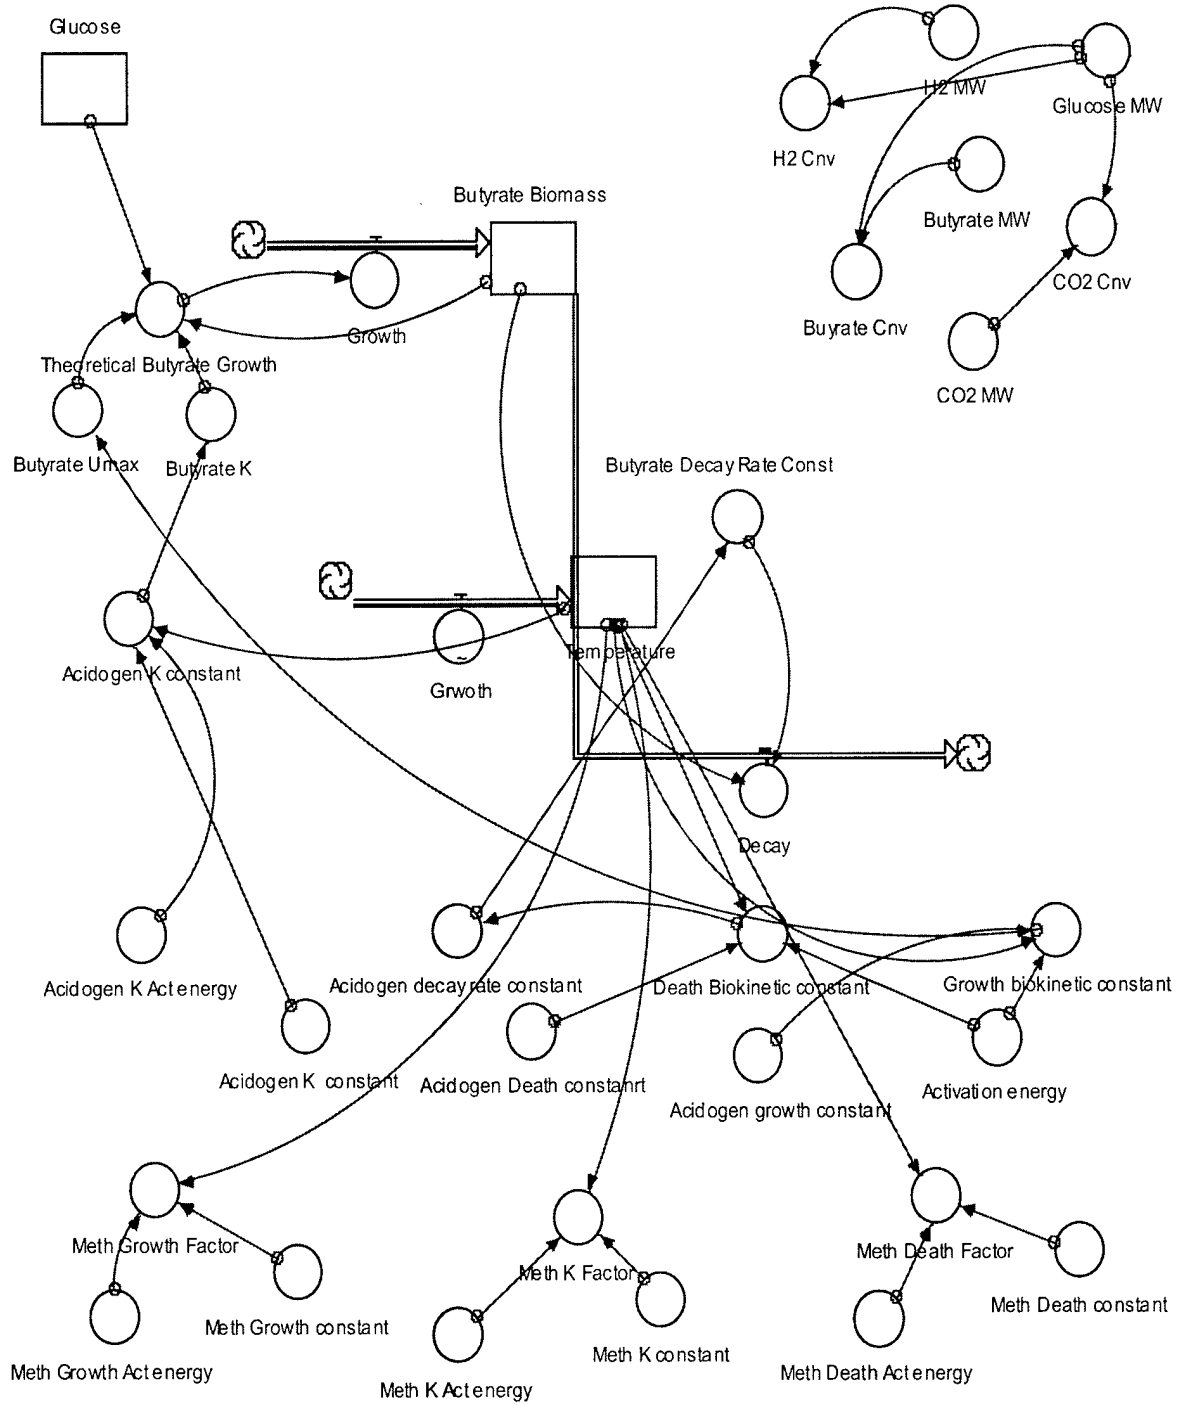 Glucose
H2 MW
Glucose MW
H2 Cnv
Butyrate Biomass
Butyrate MW
CO2 Cnv
Buyrate Cnv
Growth
Theoretical Butyrate Growth
CO2 MW
Butyrate Umax
Butyrate K
Butyrate Decay Rate Const
Temperature
Acidogen K constant
Grwoth
Decay
Acidogen K Act energy
Acidogen decay rate constant
Death Biokinetic constant
Growth biokinetic constant
Acidogen K constant
Acidogen Death constanrt
Acidogen growth constant
Activation energy
Meth Growth Factor
Meth K Factor
Meth Death Factor
Meth Growth constant
Meth Death constant
Meth K constant
Meth Growth Act energy
Meth K Act energy
Meth Death Act energy